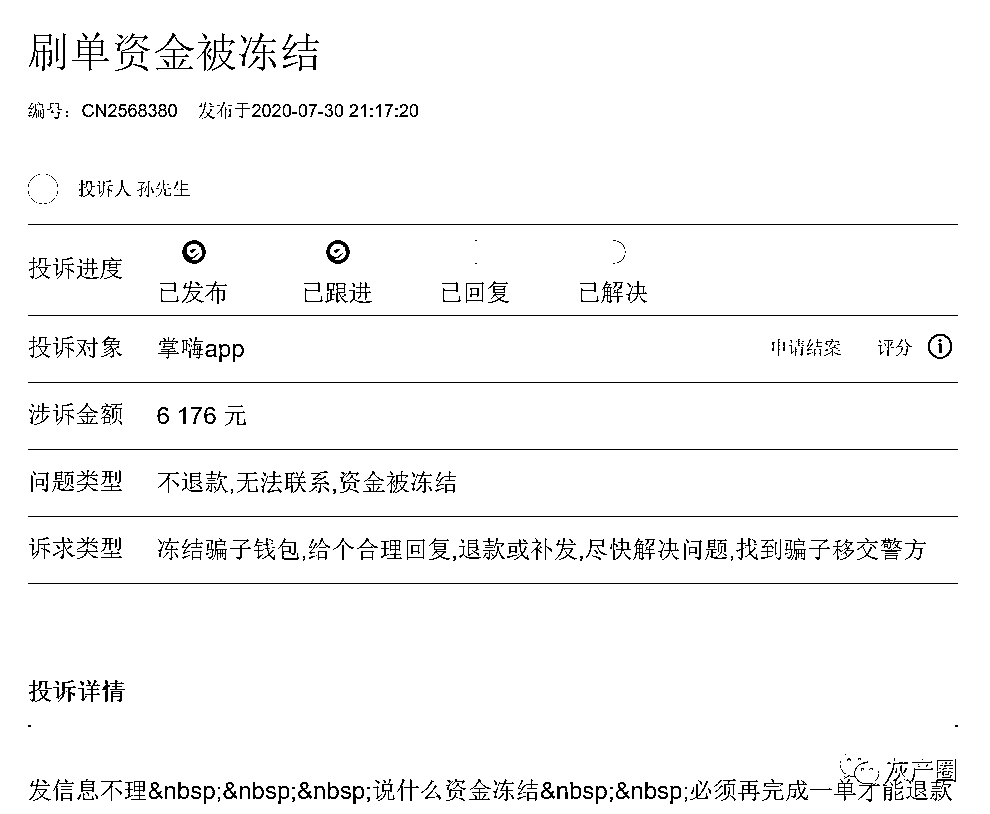 刷单资金被冻结
编号：CN2568380 发布于2020-07-30 21:17:20
投诉人 孙先生
投诉进度 已发布 已跟进 已回复 已解决
投诉对象 掌嗨app 申请结案 评分
涉诉金额 6 176 元
问题类型 不退款,无法联系,资金被冻结
诉求类型 冻结骗子钱包,给个合理回复,退款或补发,尽快解决问题,找到骗子移交警方
投诉详情
灰产圈
发信息不理&nbsp;&nbsp;&nbsp;说什么资金冻结&nbsp;&nbsp;必须再完成一单才能退款